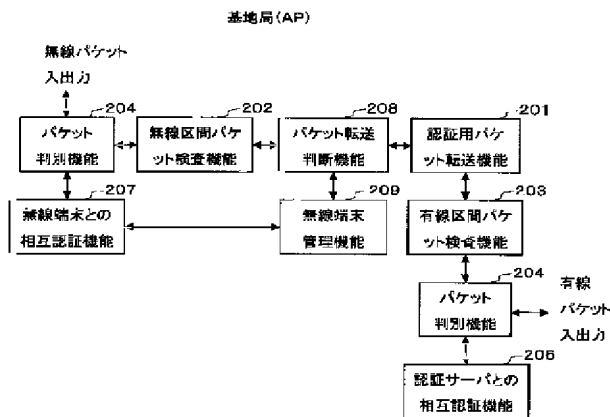 基地局(AP)
無線パケット
入出力
204
パケット
判別機能
202
無線区間パケ
ット検査機能
208
パケット転送
判断機能
201
認証用パケ
ット転送機能
207
無線端末との
相互認証機能
209
無線端末
管理機能
203
有線区間パケ
ット検査機能
204
パケット
判別機能
有線
パケット
入出力
206
認証サーバとの
相互認証機能